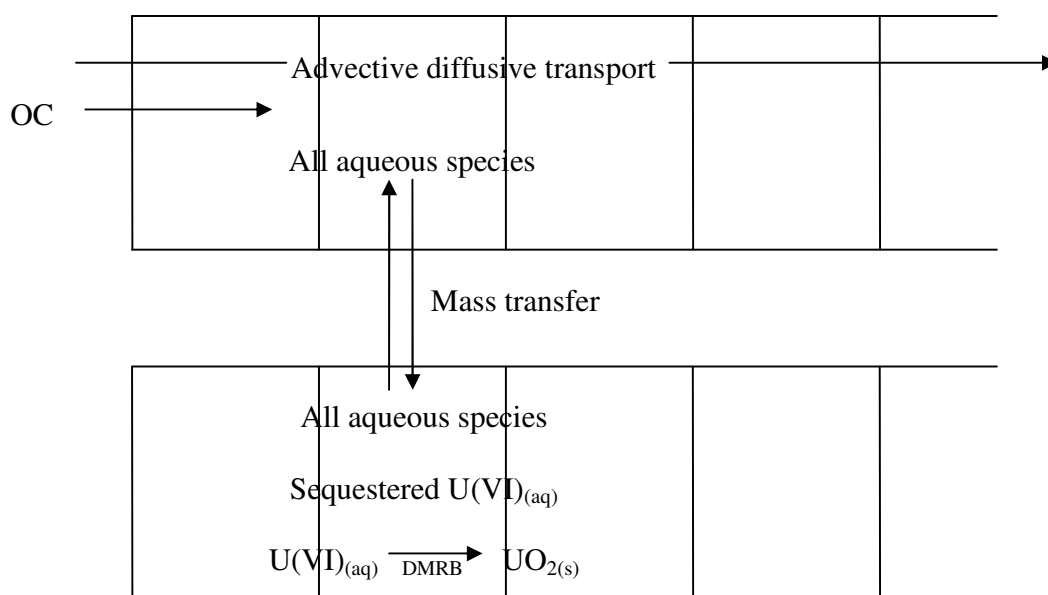 Advective diffusive transport
OC
All aqueous species
Mass transfer
All aqueous species
Sequestered U(VI)(aq)
U(VI)(aq) DMRB UO2(s)